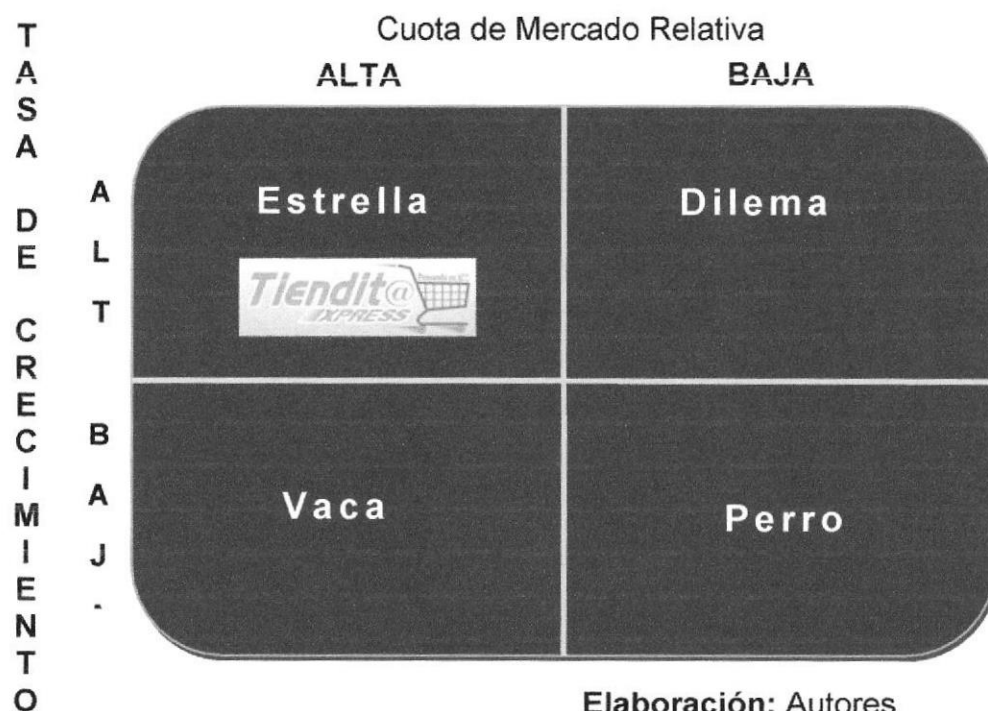 Cuota de Mercado Relativa
ALTA BAJA
TASA DE CRECIMIENTO
ALT
Estrella Dilema
Tiendit@
XPRESS
BAJ
Vaca Perro
Elaboración: Autores